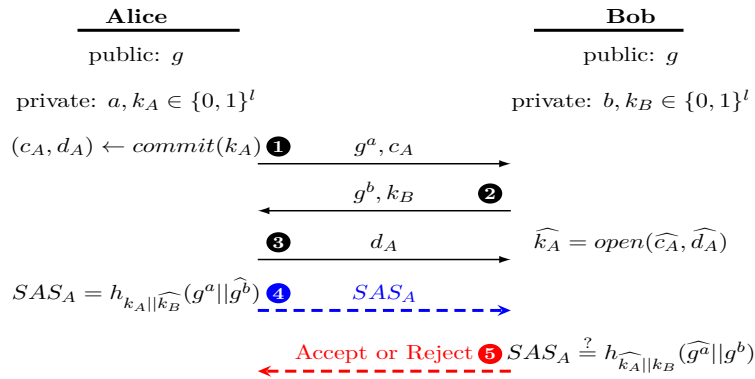 Alice Bob
public: g public: g
private: a, k_A ∈ {0, 1}^l private: b, k_B ∈ {0, 1}^l
(c_A, d_A) ← commit(k_A) 1 g^a, c_A
g^b, k_B 2
3 d_A \widehat{k_A} = open(\widehat{c_A}, \widehat{d_A})
SAS_A = h_{k_A||\widehat{k_B}}(g^a||\widehat{g^b}) 4 SAS_A
Accept or Reject 5 SAS_A \stackrel{?}{=} h_{\widehat{k_A}||k_B}(\widehat{g^a}||g^b)